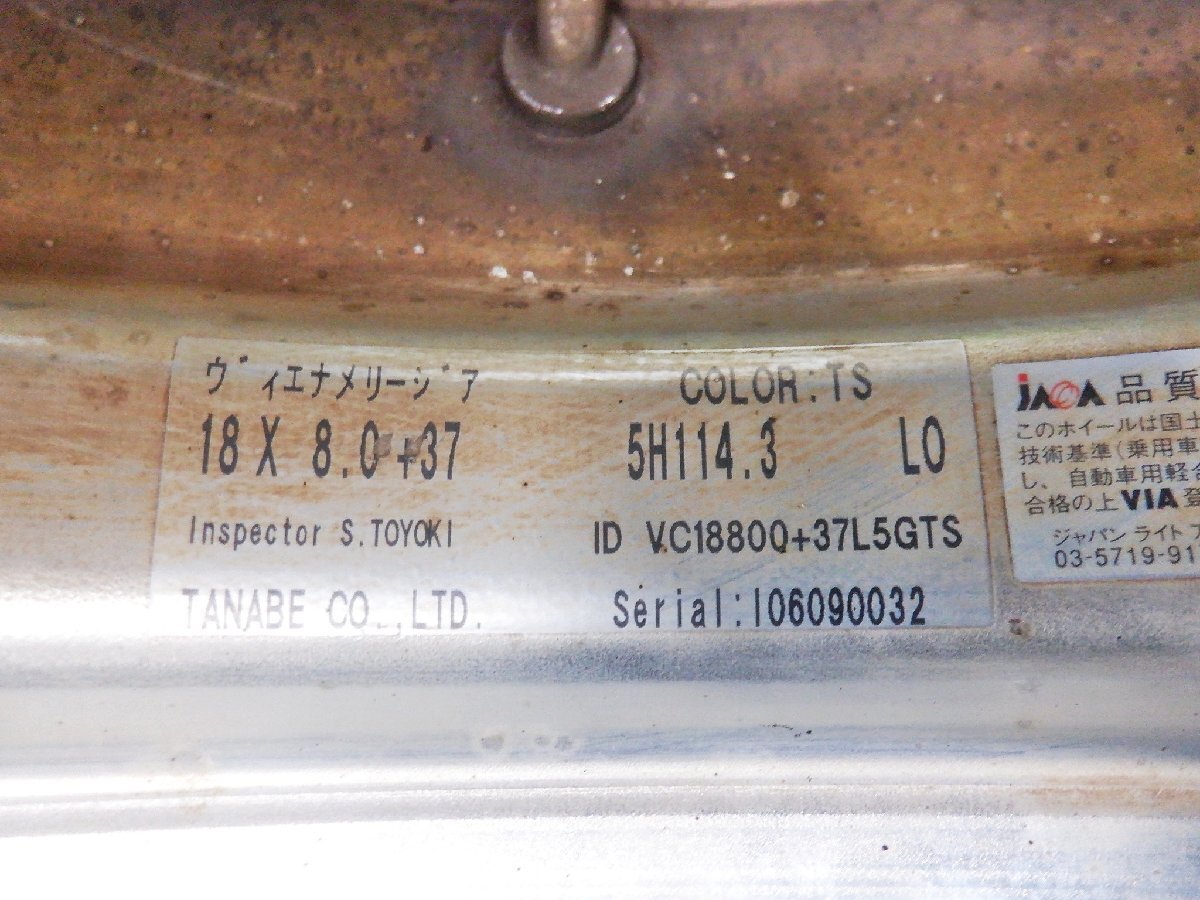 ヴィエナメリージア COLOR:TS
18 X 8.0 +37 5H114.3 LO
Inspector S.TOYOKI ID VC18800+37L5GTS
TANABE CO.,LTD. Serial:I06090032
JAWA 品質
このホイールは国土
技術基準(乗用車
し、自動車用軽合
合格の上VIA登
ジャパン ライト ア
03-5719-91